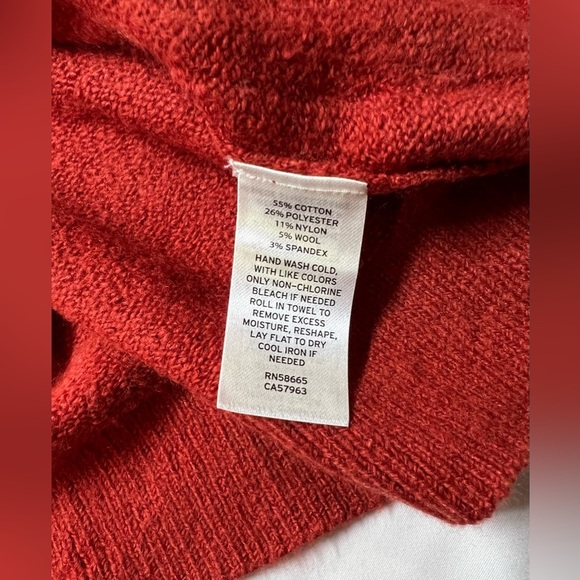 55% COTTON
26% POLYESTER
11% NYLON
5% WOOL
3% SPANDEX
HAND WASH COLD,
WITH LIKE COLORS
ONLY NON-CHLORINE
BLEACH IF NEEDED
ROLL IN TOWEL TO
REMOVE EXCESS
MOISTURE, RESHAPE,
LAY FLAT TO DRY
COOL IRON IF
NEEDED
RN58665
CA57963